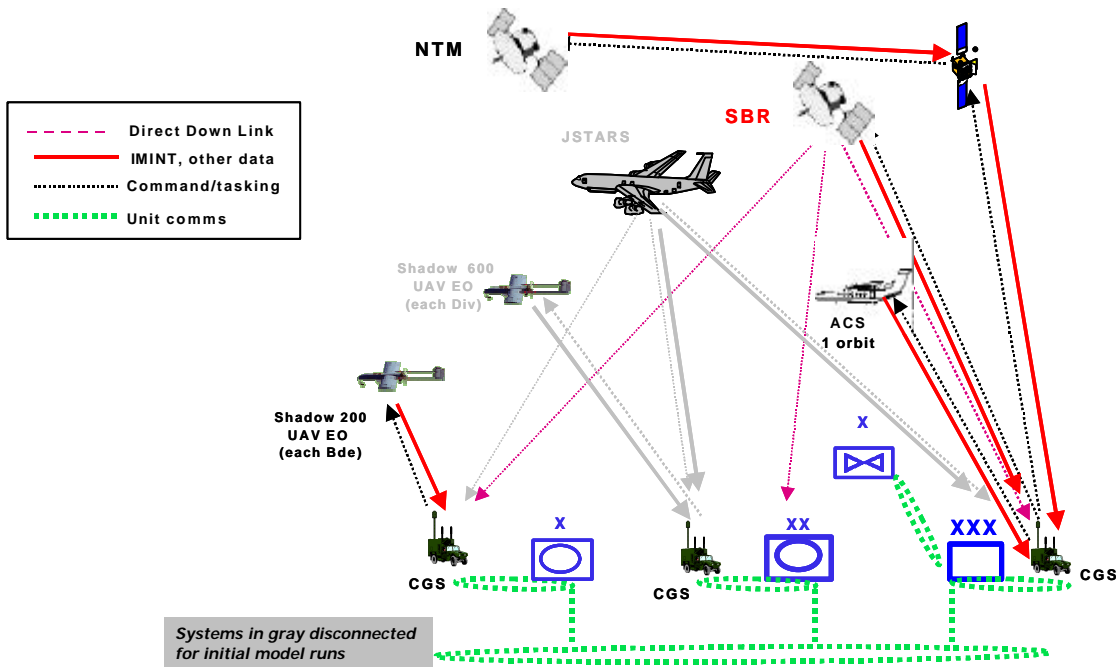 NTM
SBR
JSTARS
Direct Down Link
IMINT, other data
Command/tasking
Unit comms
Shadow 600
UAV EO
(each Div)
ACS
1 orbit
Shadow 200
UAV EO
(each Bde)
X
X
XX
XXX
CGS
CGS
CGS
Systems in gray disconnected
for initial model runs